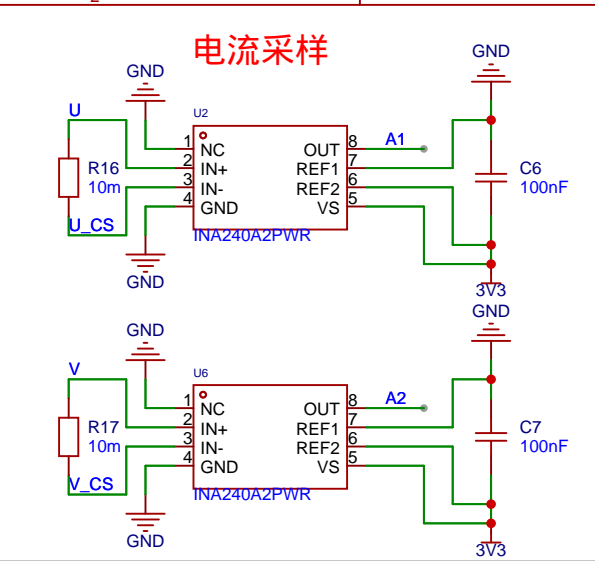 2
电流采样
GND
GND
U
U2
1
NC
OUT
8
A1
2
IN+
REF1
7
3
IN-
REF2
6
4
GND
VS
5
R16
10m
U_CS
INA240A2PWR
C6
100nF
GND
3V3
GND
GND
V
U6
1
NC
OUT
8
A2
2
IN+
REF1
7
3
IN-
REF2
6
4
GND
VS
5
R17
10m
V_CS
INA240A2PWR
C7
100nF
GND
3V3